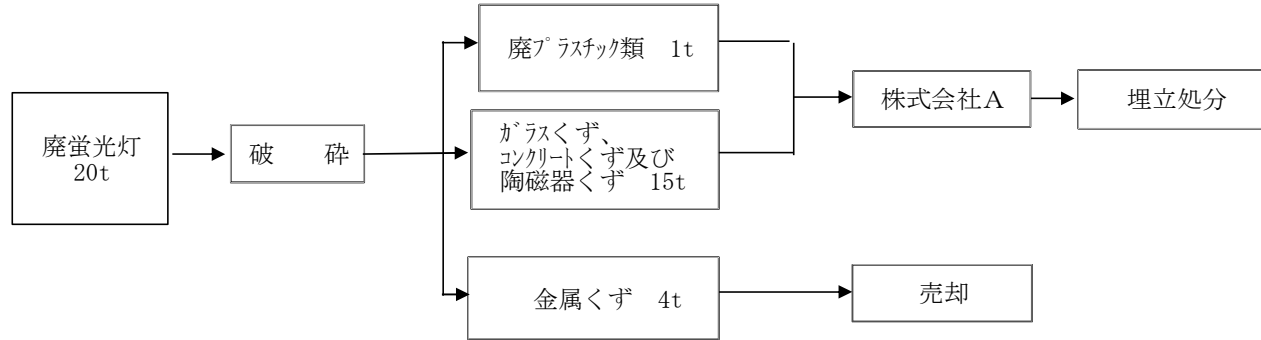 廃蛍光灯
20t
破　砕
廃ﾌﾟﾗｽﾁｯｸ類　1t
ｶﾞﾗｽくず、
ｺﾝｸﾘｰﾄくず及び
陶磁器くず　15t
金属くず　4t
株式会社A
埋立処分
売却